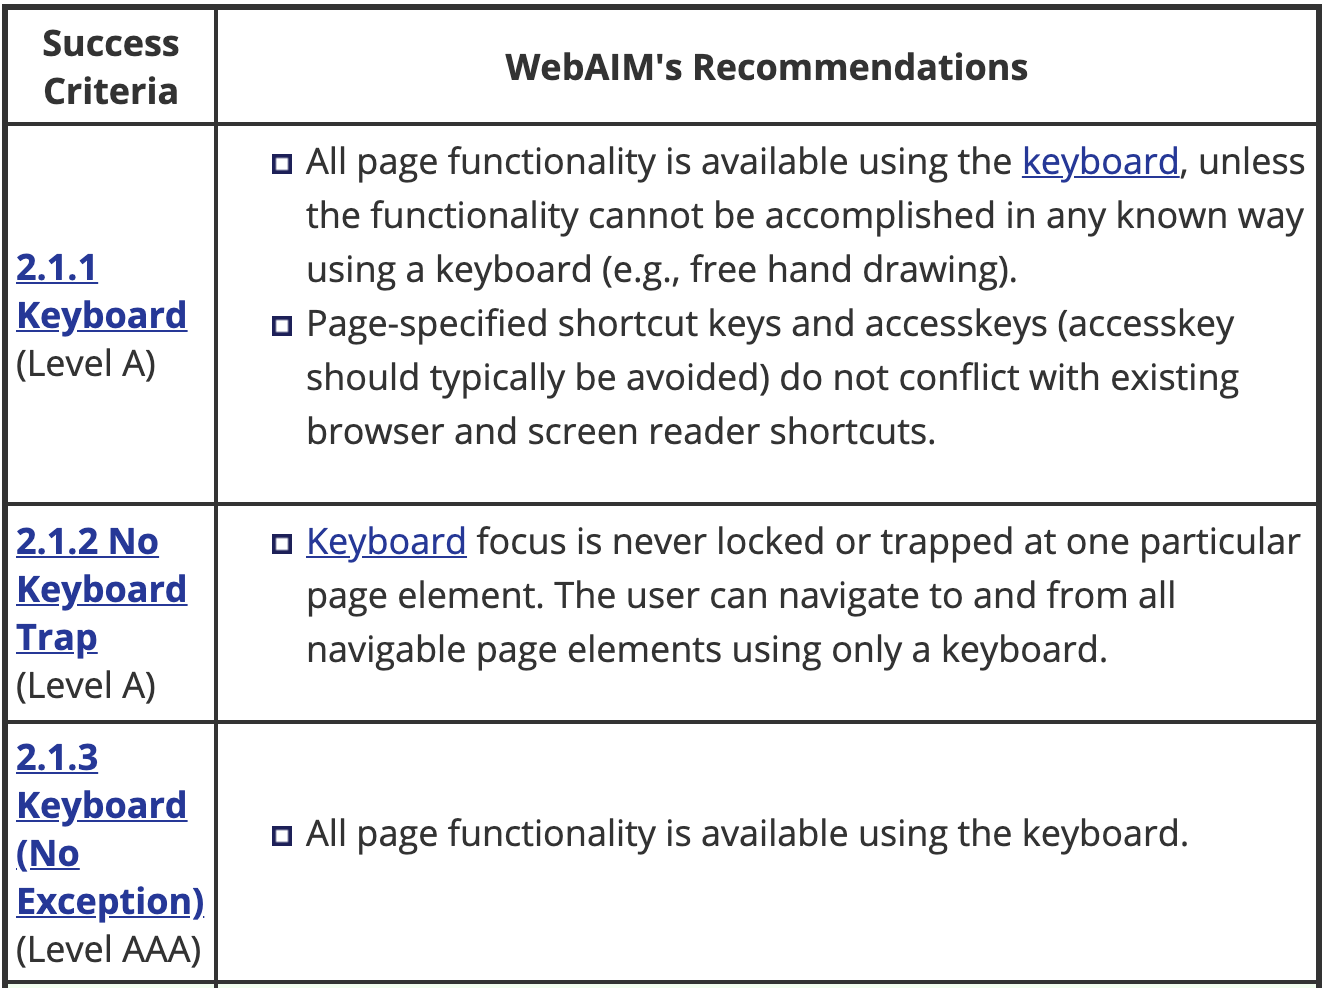 Success
Criteria
WebAIM's Recommendations
2.1.1
Keyboard
(Level A)
All page functionality is available using the keyboard, unless
the functionality cannot be accomplished in any known way
using a keyboard (e.g., free hand drawing).
Page-specified shortcut keys and accesskeys (accesskey
should typically be avoided) do not conflict with existing
browser and screen reader shortcuts.
2.1.2 No
Keyboard
Trap
(Level A)
Keyboard focus is never locked or trapped at one particular
page element. The user can navigate to and from all
navigable page elements using only a keyboard.
2.1.3
Keyboard
(No
Exception)
(Level AAA)
All page functionality is available using the keyboard.